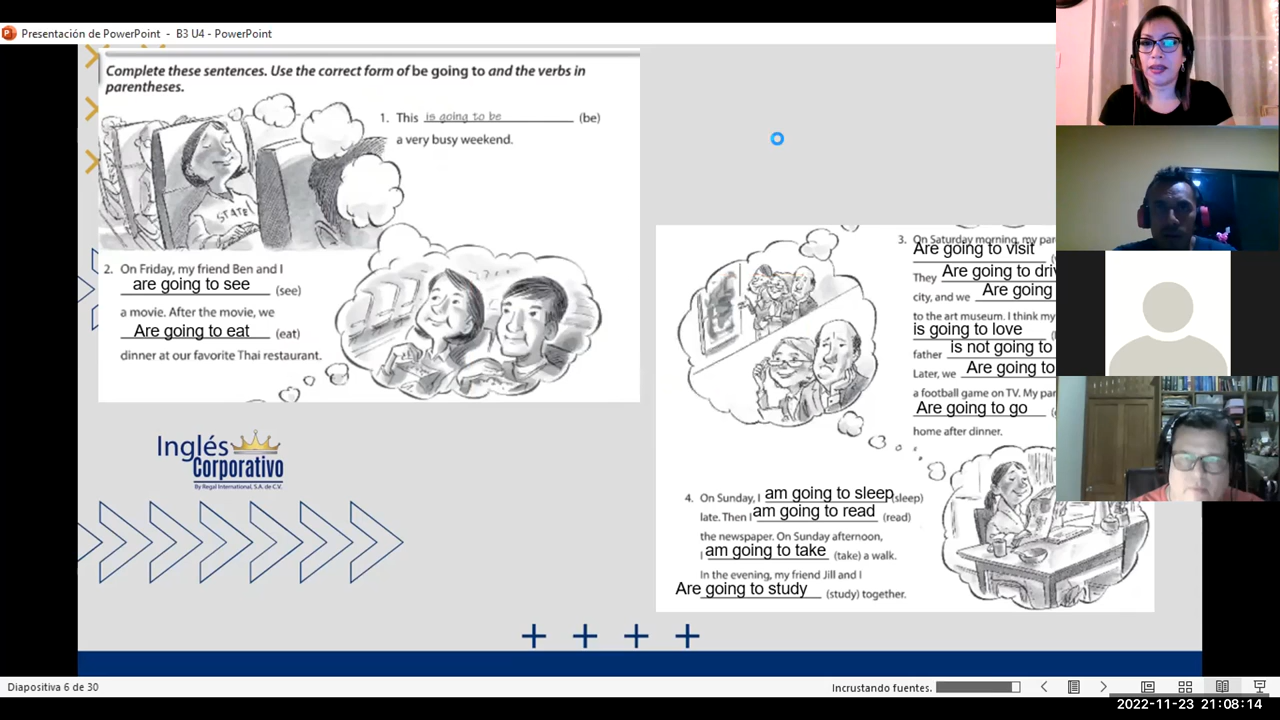 Presentación de PowerPoint - B3 U4 - PowerPoint
Complete these sentences. Use the correct form of be going to and the verbs in
parentheses.
1. This is going to be (be)
a very busy weekend.
STATE
2. On Friday, my friend Ben and I
are going to see (see)
a movie. After the movie, we
Are going to eat (eat)
dinner at our favorite Thai restaurant.
Inglés
Corporativo
By Regal International, S.A. de C.V.
3. On Saturday morning, my
Are going to visit
They Are going to
city, and we Are going
to the art museum. I think my
is going to love
father is not going to
Later, we Are going to
a football game on TV. My
Are going to go
home after dinner.
4. On Sunday, I am going to sleep (sleep)
late. Then I am going to read (read)
the newspaper. On Sunday afternoon,
I am going to take (take) a walk.
In the evening, my friend Jill and I
Are going to study (study) together.
Diapositiva 6 de 30
Incrustando fuentes.
2022-11-23 21:08:14